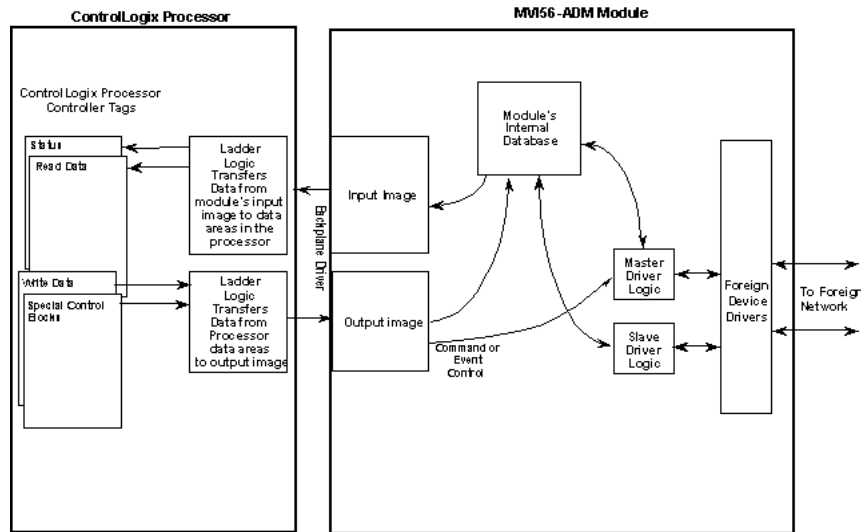 ControlLogix Processor
MVI56-ADM Module
ControlLogix Processor
Controller Tags
Status
Read Data
Write Data
Special Control
Blocks
Ladder
Logic
Transfers
Data from
module's input
image to data
areas in the
processor
Ladder
Logic
Transfers
Data from
Processor
data areas
to output image
Backplane Driver
Input Image
Output image
Module's
Internal
Database
Command or
Event
Control
Master
Driver
Logic
Slave
Driver
Logic
Foreign
Device
Drivers
To Foreign
Network